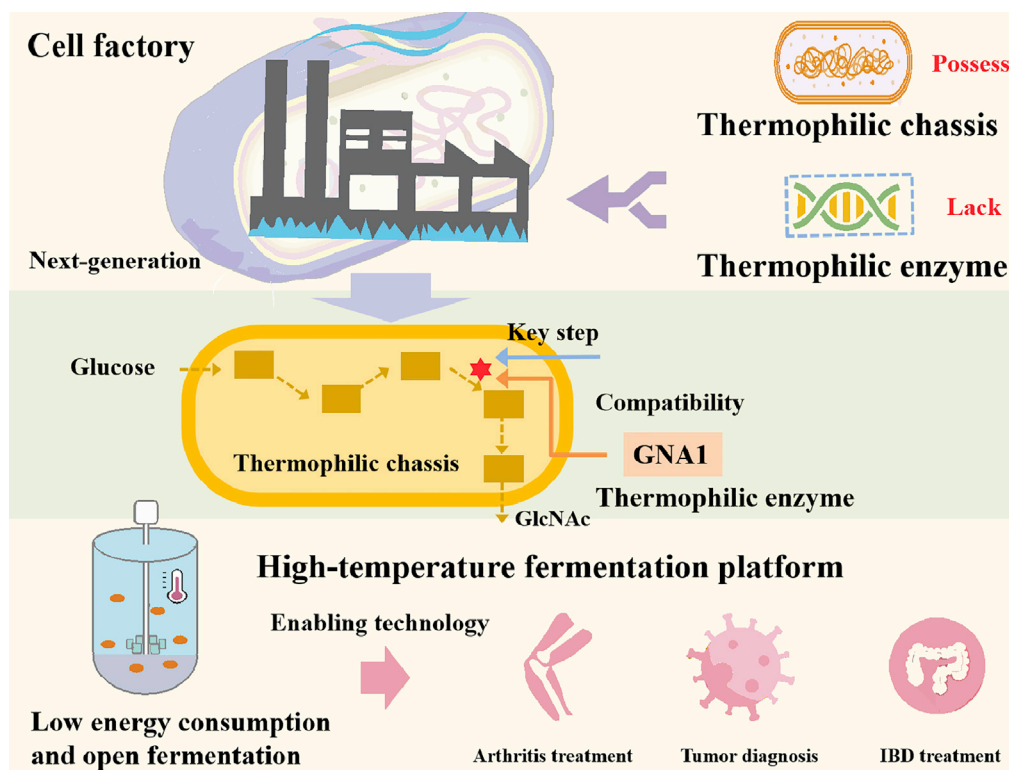 Cell factory
Possess
Thermophilic chassis
Lack
Thermophilic enzyme
Next-generation
Key step
Glucose
Compatibility
GNA1
Thermophilic chassis
Thermophilic enzyme
GlcNAc
High-temperature fermentation platform
Enabling technology
Low energy consumption
and open fermentation
Arthritis treatment
Tumor diagnosis
IBD treatment